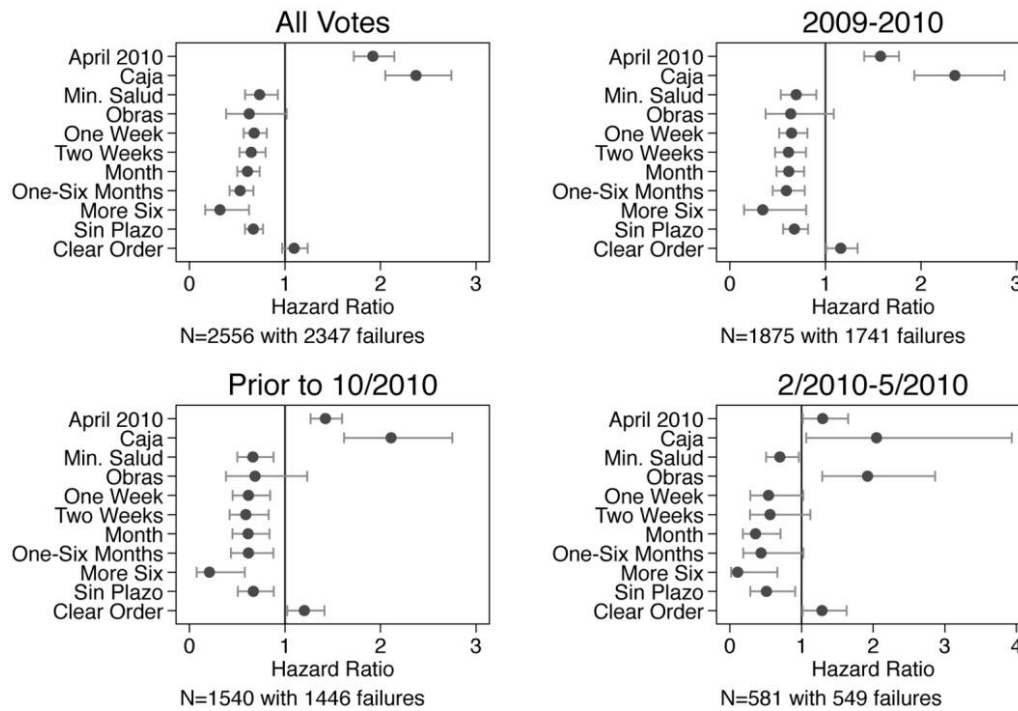 All Votes
April 2010
Caja
Min. Salud
Obras
One Week
Two Weeks
Month
One-Six Months
More Six
Sin Plazo
Clear Order
0 1 2 3
Hazard Ratio
N=2556 with 2347 failures
2009-2010
April 2010
Caja
Min. Salud
Obras
One Week
Two Weeks
Month
One-Six Months
More Six
Sin Plazo
Clear Order
0 1 2 3
Hazard Ratio
N=1875 with 1741 failures
Prior to 10/2010
April 2010
Caja
Min. Salud
Obras
One Week
Two Weeks
Month
One-Six Months
More Six
Sin Plazo
Clear Order
0 1 2 3
Hazard Ratio
N=1540 with 1446 failures
2/2010-5/2010
April 2010
Caja
Min. Salud
Obras
One Week
Two Weeks
Month
One-Six Months
More Six
Sin Plazo
Clear Order
0 1 2 3 4
Hazard Ratio
N=581 with 549 failures